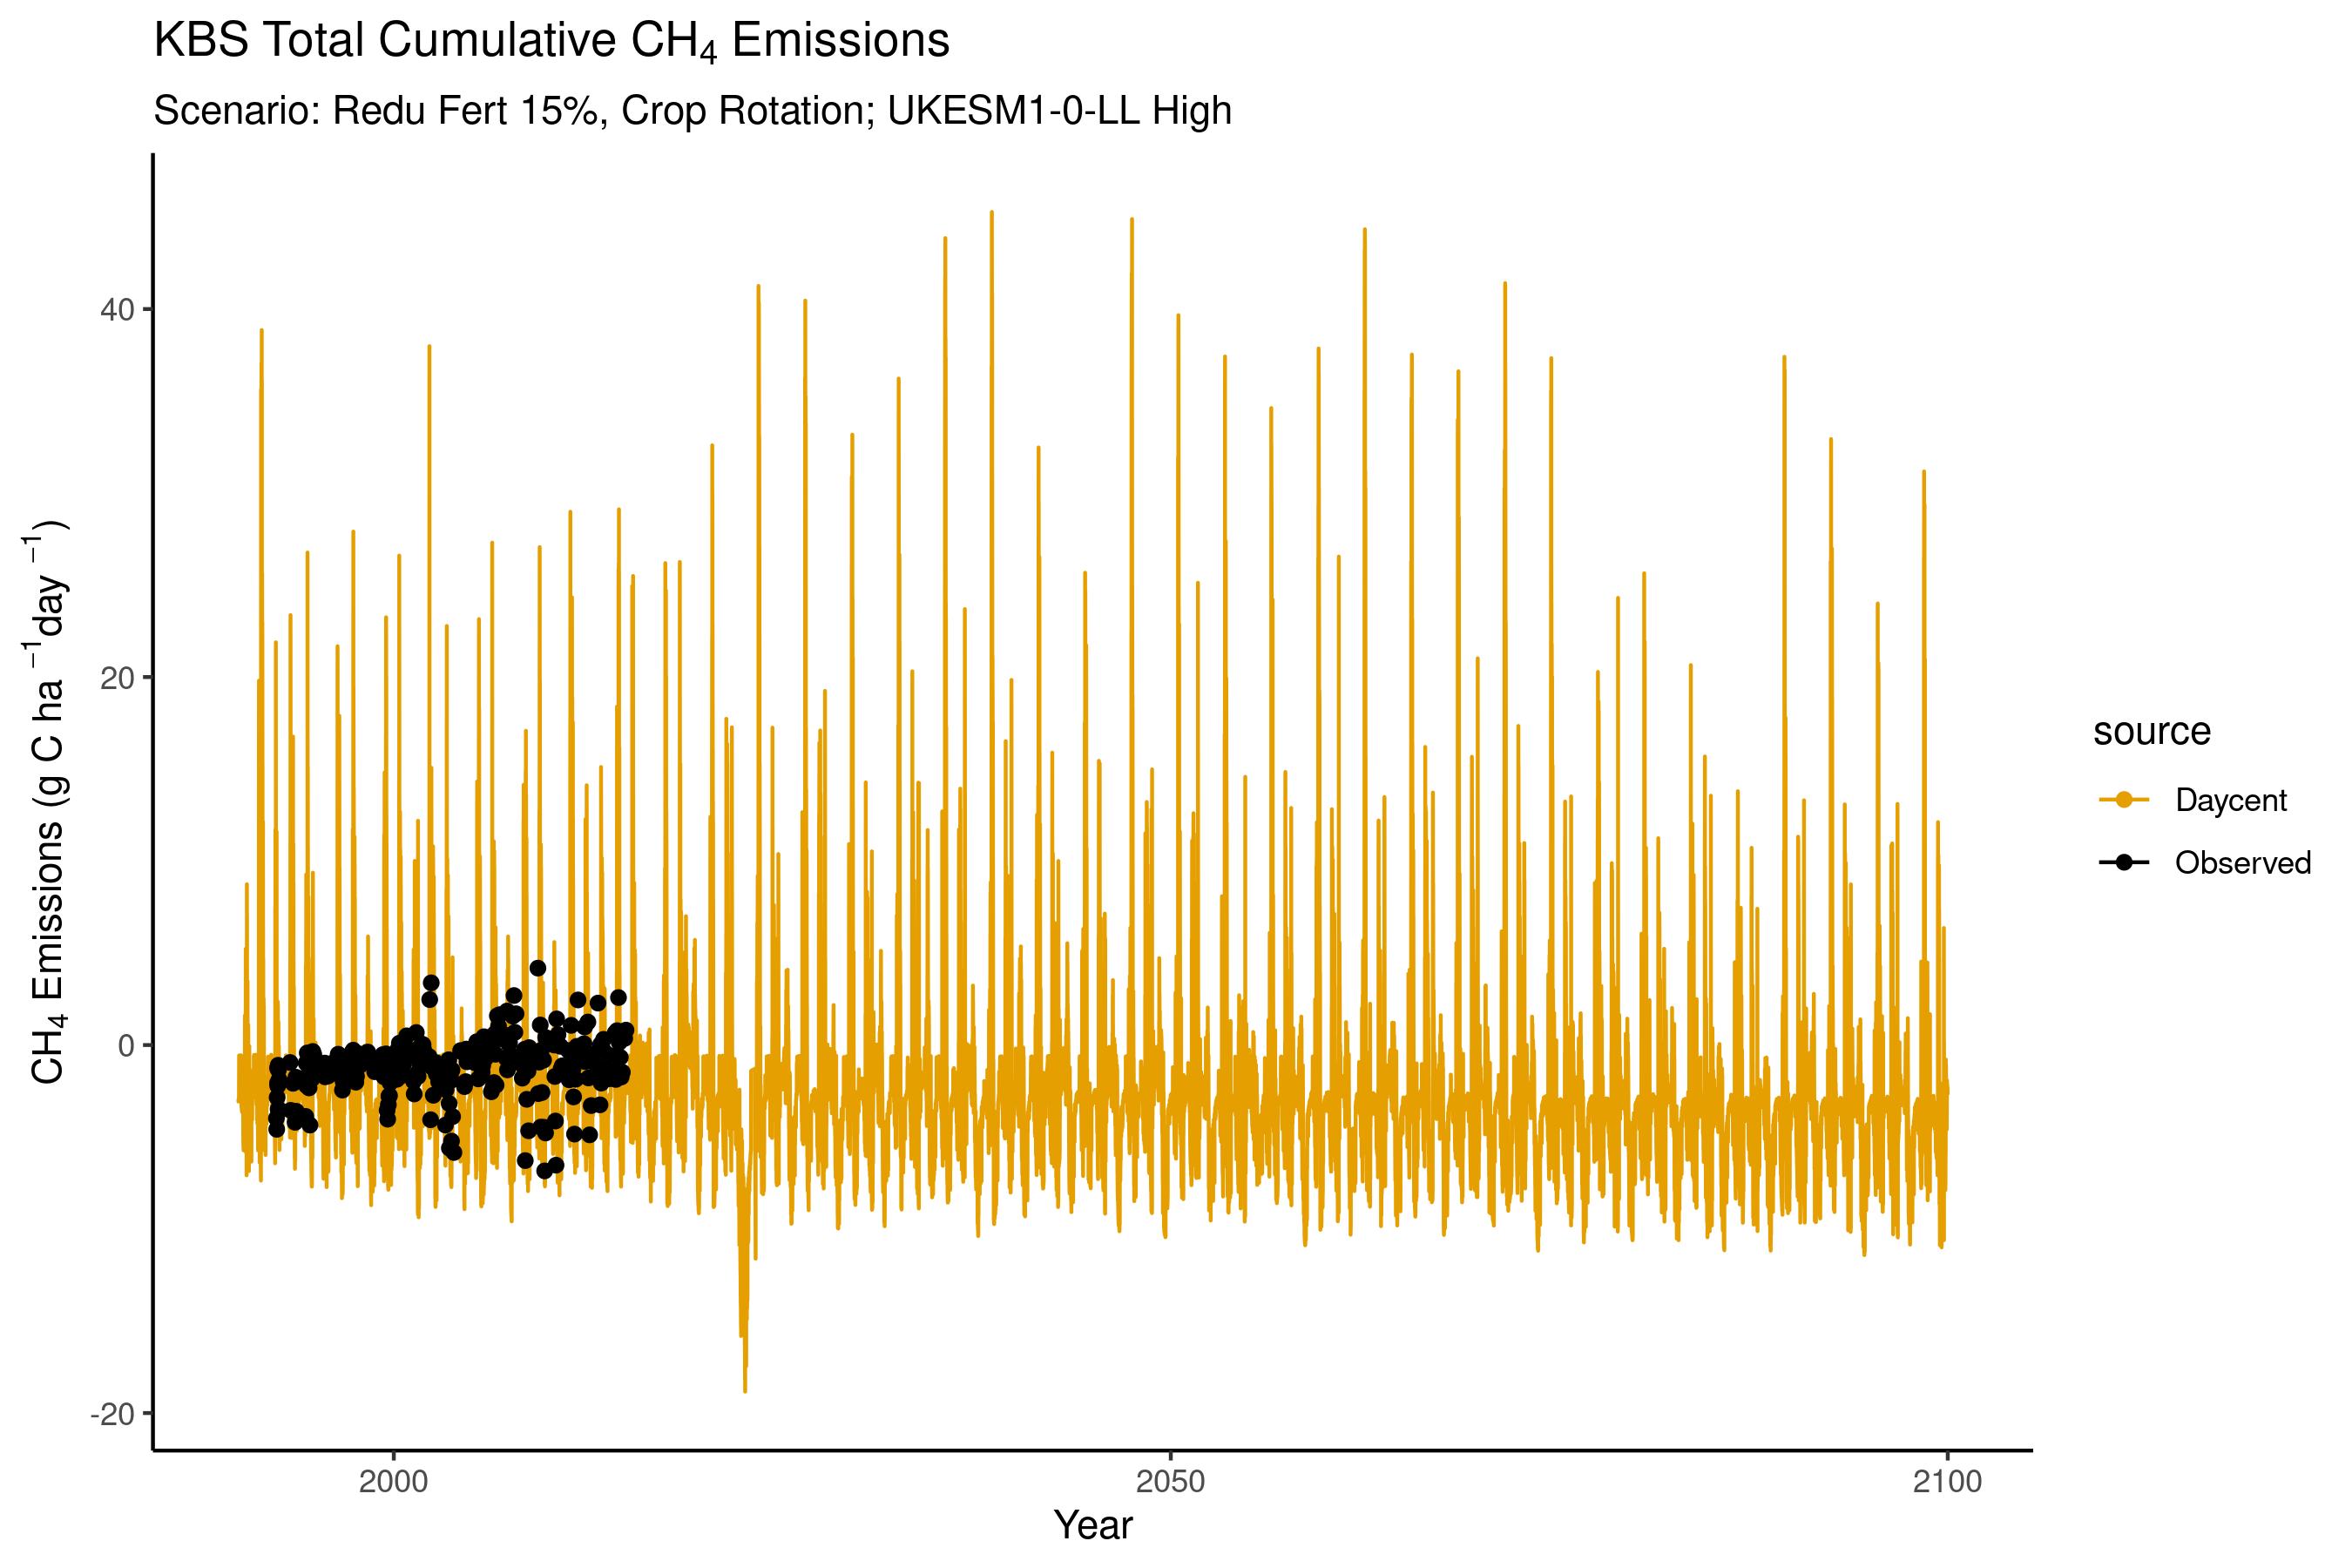 KBS Total Cumulative CH₄ Emissions
Scenario: Redu Fert 15%, Crop Rotation; UKESM1-0-LL High
CH₄ Emissions (g C ha ⁻¹day ⁻¹)
40
20
0
-20
2000
2050
2100
Year
source
Daycent
Observed